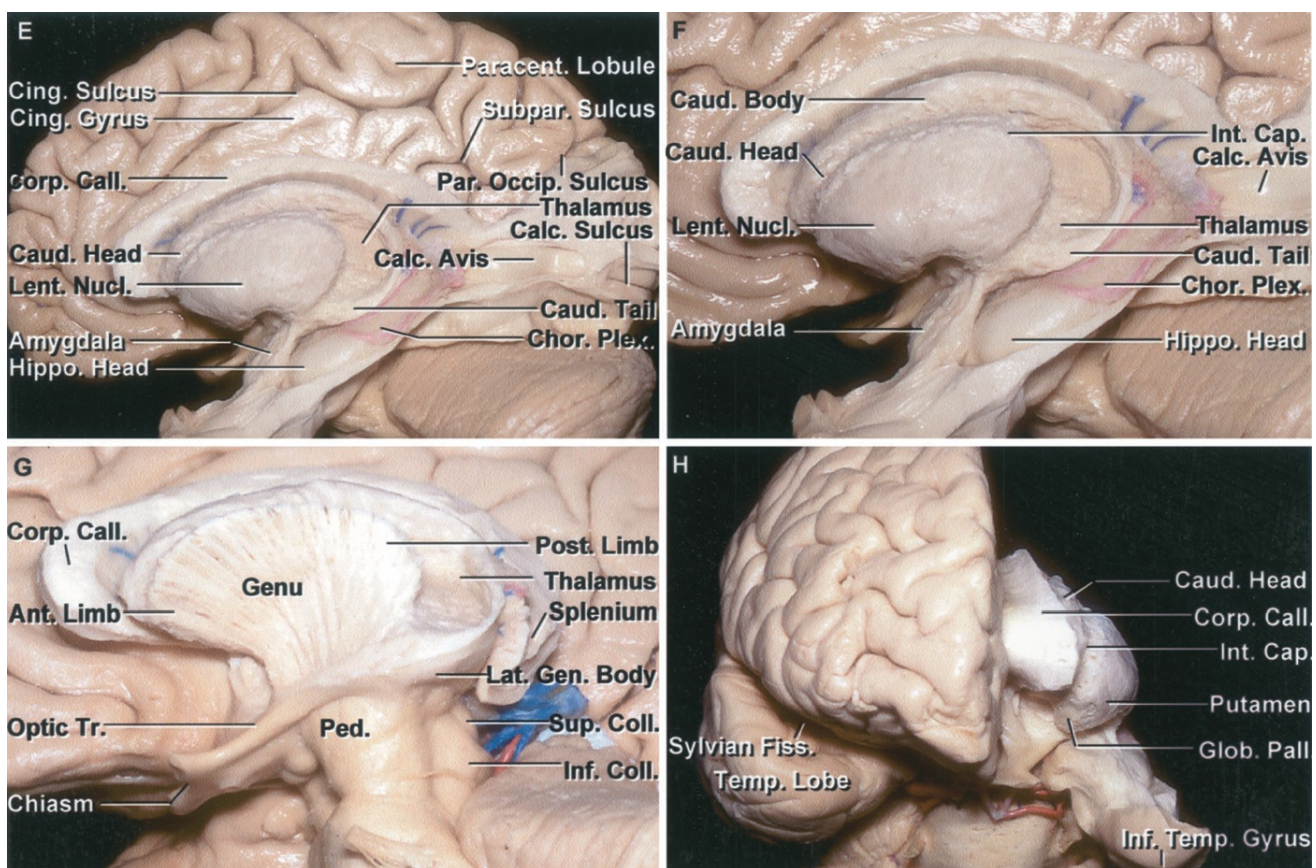 E
Paracent. Lobule
Cing. Sulcus
Subpar. Sulcus
Cing. Gyrus
Corp. Call.
Par. Occip. Sulcus
Thalamus
Calc. Sulcus
Caud. Head
Calc. Avis
Lent. Nucl.
Caud. Tail
Amygdala
Chor. Plex.
Hippo. Head
F
Caud. Body
Int. Cap.
Caud. Head
Calc. Avis
Lent. Nucl.
Thalamus
Caud. Tail
Chor. Plex.
Amygdala
Hippo. Head
G
Corp. Call.
Post. Limb
Genu
Thalamus
Ant. Limb
Splenium
Lat. Gen. Body
Optic Tr.
Ped.
Sup. Coll.
Inf. Coll.
Chiasm
H
Caud. Head
Corp. Call.
Int. Cap.
Putamen
Sylvian Fiss.
Glob. Pall.
Temp. Lobe
Inf. Temp. Gyrus